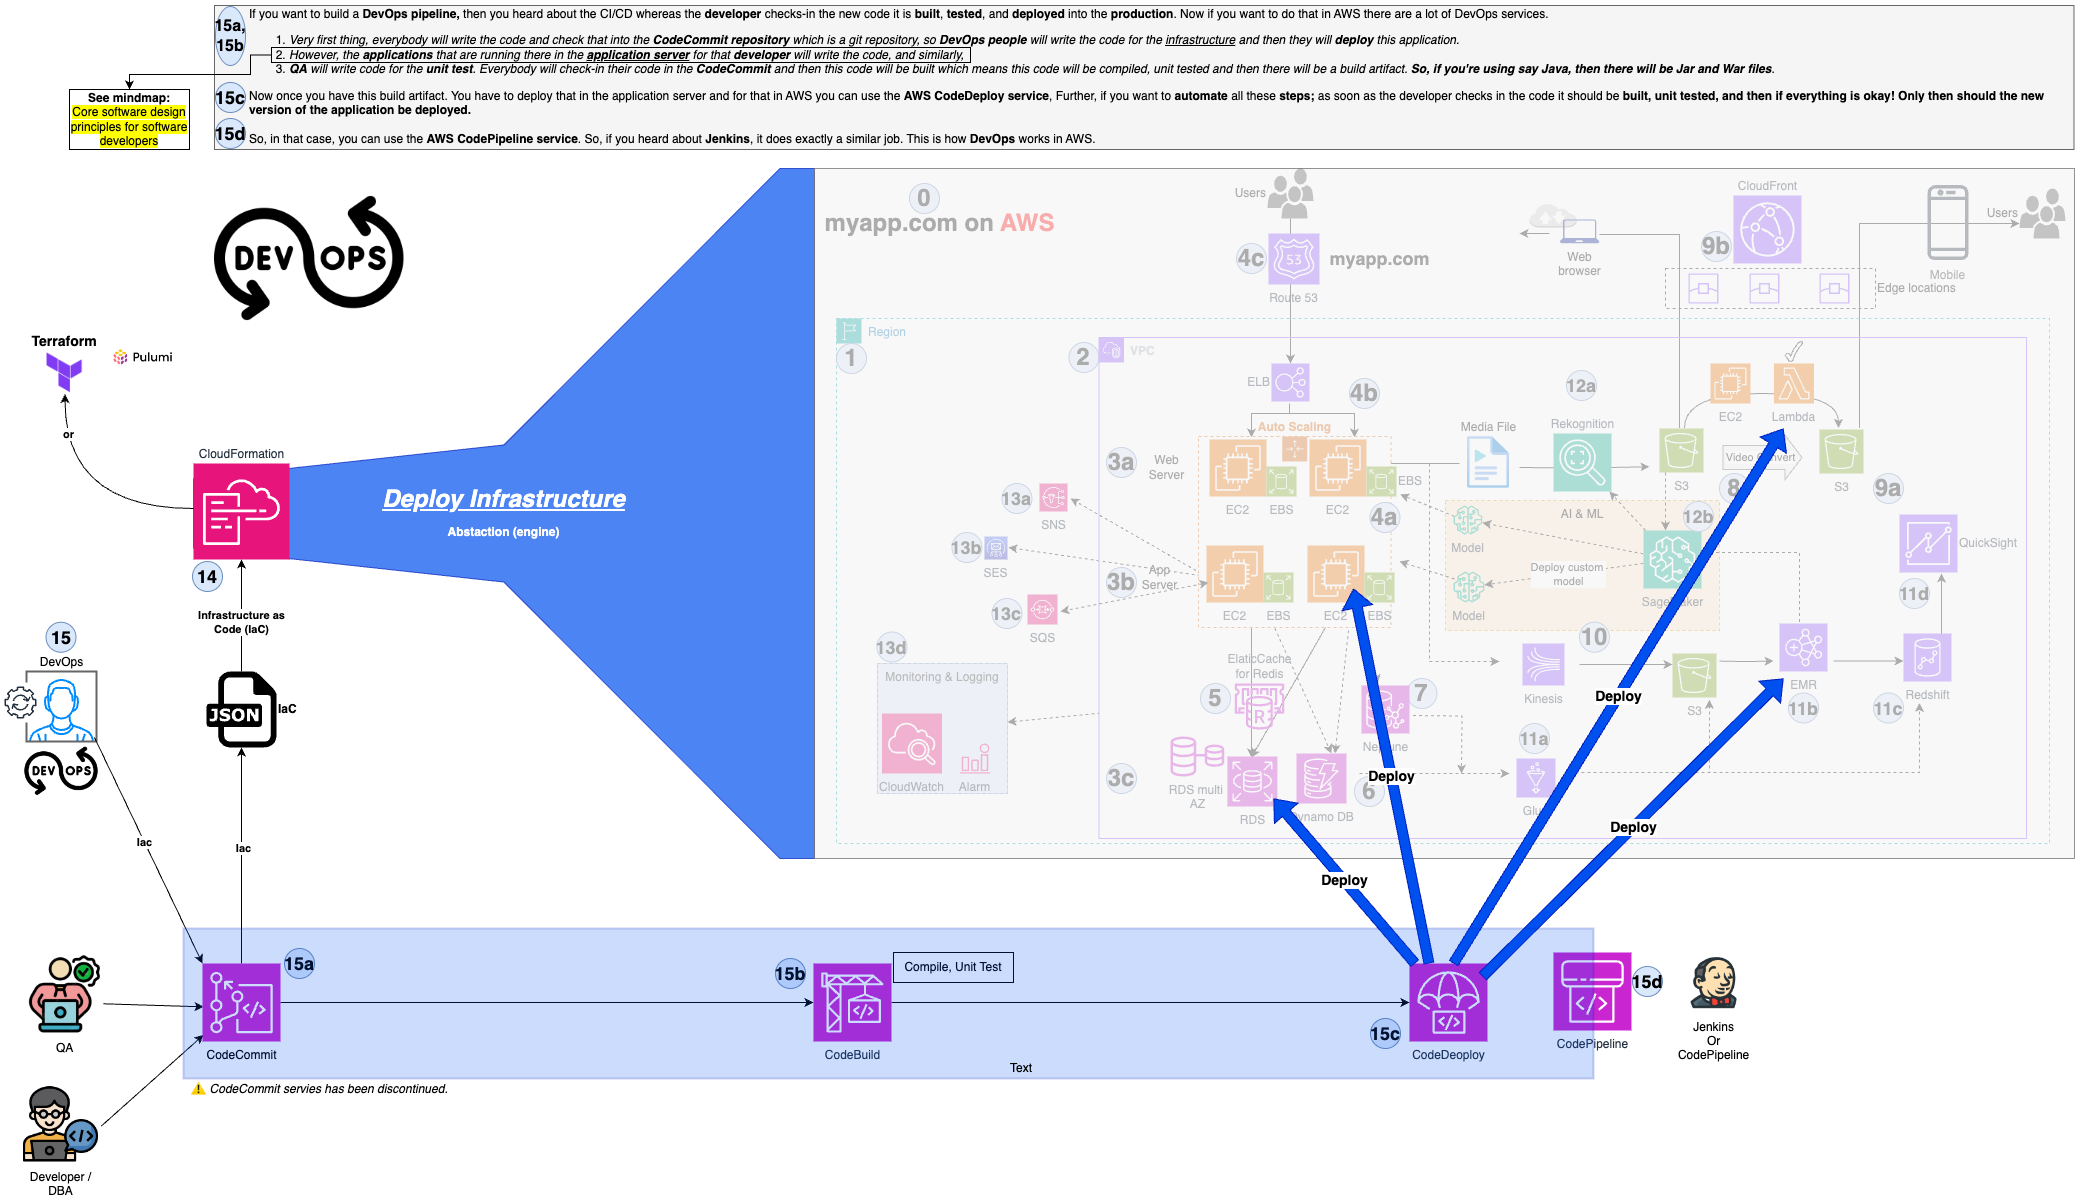 15a,
15b
If you want to build a DevOps pipeline, then you heard about the CI/CD whereas the developer checks-in the new code it is built, tested, and deployed into the production. Now if you want to do that in AWS there are a lot of DevOps services.
1. Very first thing, everybody will write the code and check that into the CodeCommit repository which is a git repository, so DevOps people will write the code for the infrastructure and then they will deploy this application.
2. However, the applications that are running there in the application server for that developer will write the code, and similarly,
3. QA will write code for the unit test. Everybody will check-in their code in the CodeCommit and then this code will be built which means this code will be compiled, unit tested and then there will be a build artifact. So, if you're using say Java, then there will be Jar and War files.
15c
Now once you have this build artifact. You have to deploy that in the application server and for that in AWS you can use the AWS CodeDeploy service, Further, if you want to automate all these steps; as soon as the developer checks in the code it should be built, unit tested, and then if everything is okay! Only then should the new
version of the application be deployed.
15d
So, in that case, you can use the AWS CodePipeline service. So, if you heard about Jenkins, it does exactly a similar job. This is how DevOps works in AWS.
See mindmap:
Core software design
principles for software
developers
DEV OPS
0
myapp.com on AWS
Users
4c
53
Route 53
myapp.com
Web
browser
CloudFront
9b
Edge locations
Mobile
Users
Terraform
Pulumi
or
CloudFormation
14
Deploy Infrastructure
Abstaction (engine)
Region
1
2
VPC
ELB
4b
Auto Scaling
3a
Web
Server
EC2
EBS
EC2
EBS
4a
Media File
12a
Rekognition
AI & ML
S3
EC2
Lambda
Video Convert
8
S3
9a
13a
SNS
13b
SES
13c
SQS
3b
App
Server
EC2
EBS
EC2
EBS
Model
Model
Deploy custom
model
12b
SageMaker
QuickSight
11d
10
13d
Monitoring & Logging
CloudWatch
Alarm
ElaticCache
for Redis
5
R
7
Neptune
Kinesis
S3
EMR
11b
Redshift
11c
3c
RDS multi
AZ
RDS
Dynamo DB
6
11a
Glue
Infrastructure as
Code (IaC)
15
DevOps
DEV OPS
JSON
IaC
Iac
Iac
Deploy
Deploy
Deploy
Deploy
QA
15a
CodeCommit
15b
CodeBuild
Compile, Unit Test
15c
CodeDeoploy
CodePipeline
15d
Jenkins
Or
CodePipeline
Text
CodeCommit servies has been discontinued.
Developer /
DBA